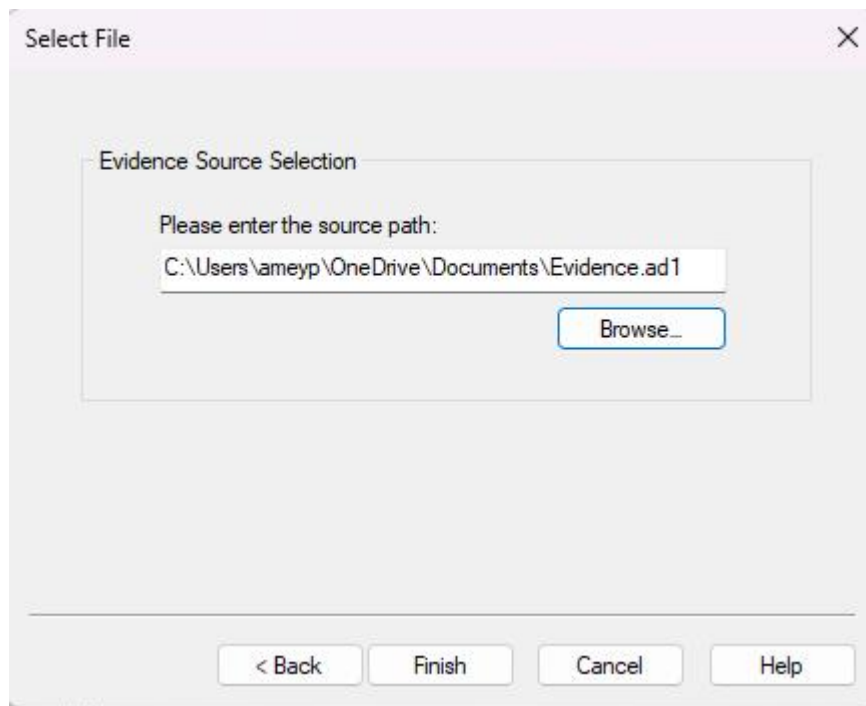 Select File
Evidence Source Selection
Please enter the source path:
C:\Users\ameyp\OneDrive\Documents\Evidence.ad1
Browse...
< Back Finish Cancel Help